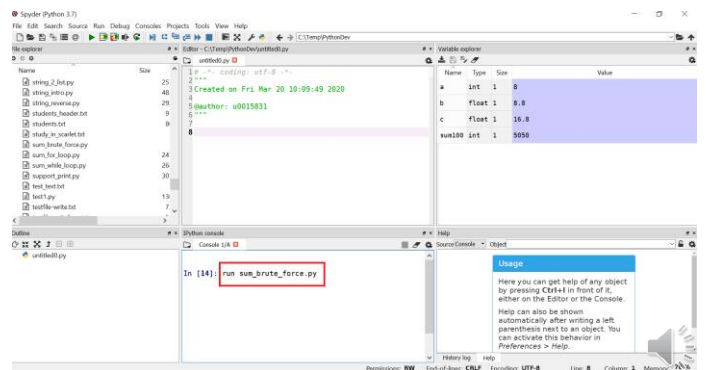 Spyder (Python 3.7)
File Edit Search Source Run Debug Consoles Projects Tools View Help
C:\Temp\PythonDev
File explorer
Name Size
string_2_list.py 25
string_intro.py 48
string_reverse.py 29
students_header.txt 9
students.txt 8
study_in_scarlet.txt
sum_brute_force.py
sum_for_loop.py 24
sum_while_loop.py 26
support_print.py 30
test_text.txt
test1.py 13
testfile-write.txt 7
Outline
untitled0.py
Editor - C:\Temp\PythonDev\untitled0.py
untitled0.py
1 # -*- coding: utf-8 -*-
2 """
3 Created on Fri Mar 20 10:09:49 2020
4
5 @author: u0015831
6 """
7
8
IPython console
Console 1/A
In [14]: run sum_brute_force.py
Variable explorer
Name Type Size Value
a int 1 8
b float 1 8.8
c float 1 16.8
sum100 int 1 5050
Help
Source Console Object
Usage
Here you can get help of any object
by pressing Ctrl+I in front of it,
either on the Editor or the Console.
Help can also be shown
automatically after writing a left
parenthesis next to an object. You
can activate this behavior in
Preferences > Help.
History log Help
Permissions: RW End-of-lines: CRLF Encoding: UTF-8 Line: 8 Column: 1 Memory: